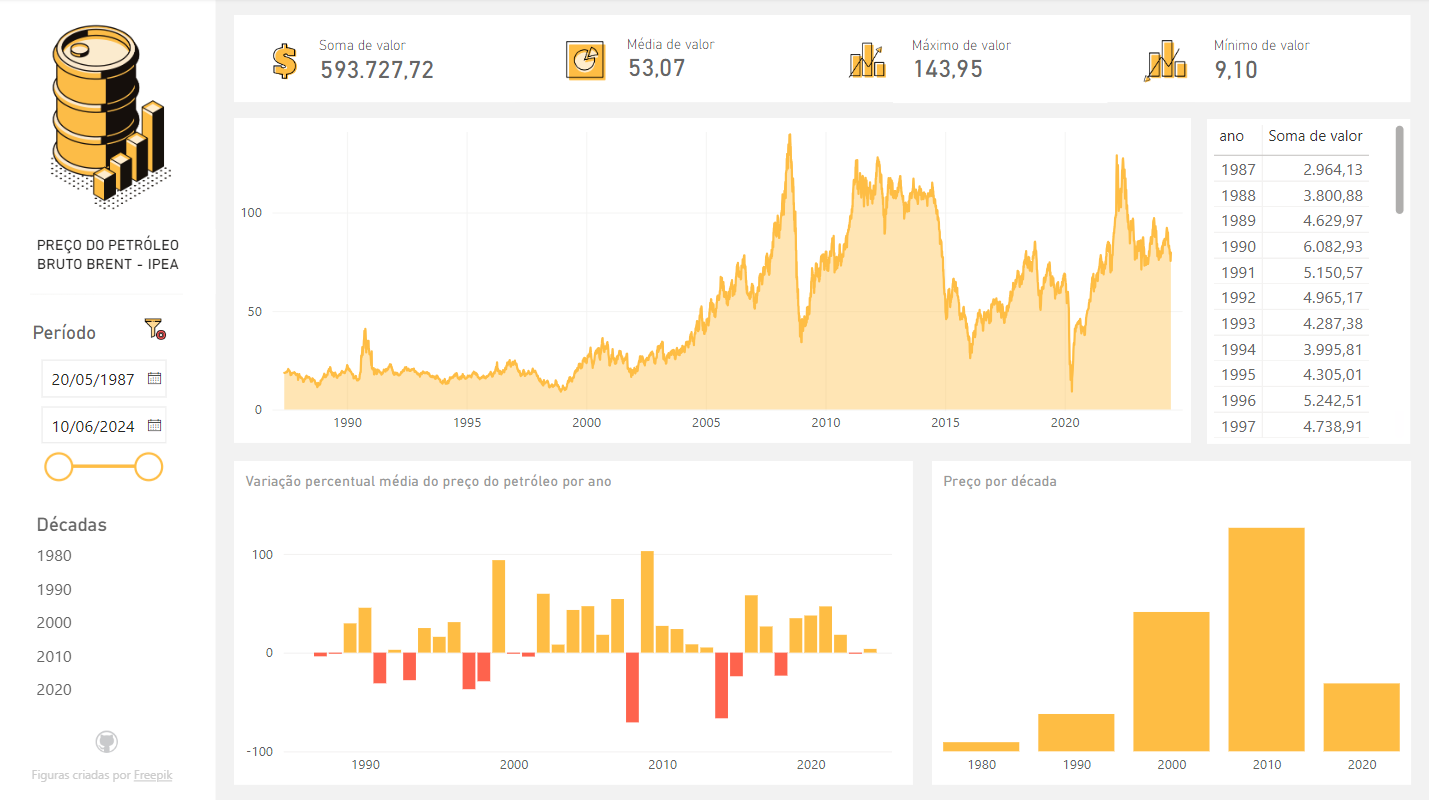 PREÇO DO PETRÓLEO
BRUTO BRENT - IPEA
Período
20/05/1987
10/06/2024
Décadas
1980
1990
2000
2010
2020
Figuras criadas por Freepik
Soma de valor
593.727,72
Média de valor
53,07
Máximo de valor
143,95
Mínimo de valor
9,10
100
50
0
1990 1995 2000 2005 2010 2015 2020
ano Soma de valor
1987 2.964,13
1988 3.800,88
1989 4.629,97
1990 6.082,93
1991 5.150,57
1992 4.965,17
1993 4.287,38
1994 3.995,81
1995 4.305,01
1996 5.242,51
1997 4.738,91
Variação percentual média do preço do petróleo por ano
100
0
-100
1990 2000 2010 2020
Preço por década
1980 1990 2000 2010 2020